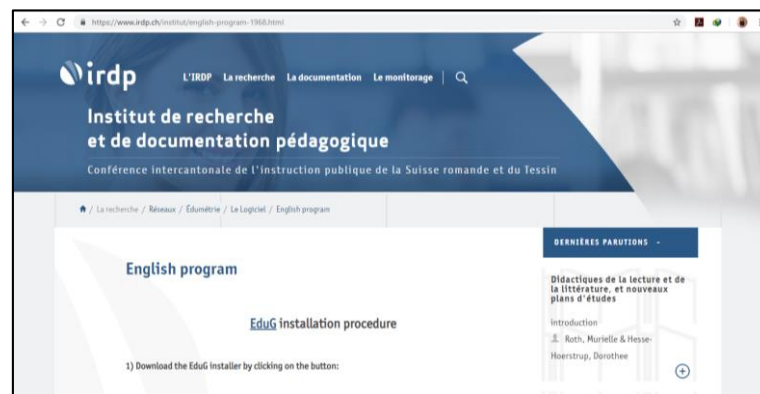 https://www.irdp.ch/institut/english-program-1968.html
irdp
L'IRDP La recherche La documentation Le monitorage
Institut de recherche
et de documentation pédagogique
Conférence intercantonale de l'instruction publique de la Suisse romande et du Tessin
/ La recherche / Réseaux / Édumétrie / Le Logiciel / English program
English program
EduG installation procedure
1) Download the EduG installer by clicking on the button:
DERNIÈRES PARUTIONS -
Didactiques de la lecture et de
la littérature, et nouveaux
plans d'études
introduction
Roth, Murielle & Hesse-
Hoerstrup, Dorothee